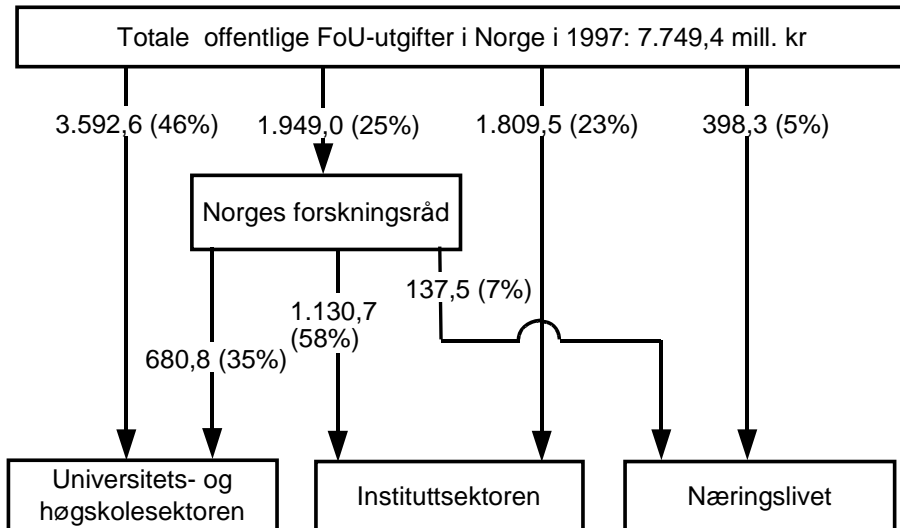 Totale offentlige FoU-utgifter i Norge i 1997: 7.749,4 mill. kr
3.592,6 (46%)
1.949,0 (25%)
1.809,5 (23%)
398,3 (5%)
Norges forskningsråd
137,5 (7%)
1.130,7
(58%)
680,8 (35%)
Universitets- og
høgskolesektoren
Instituttsektoren
Næringslivet